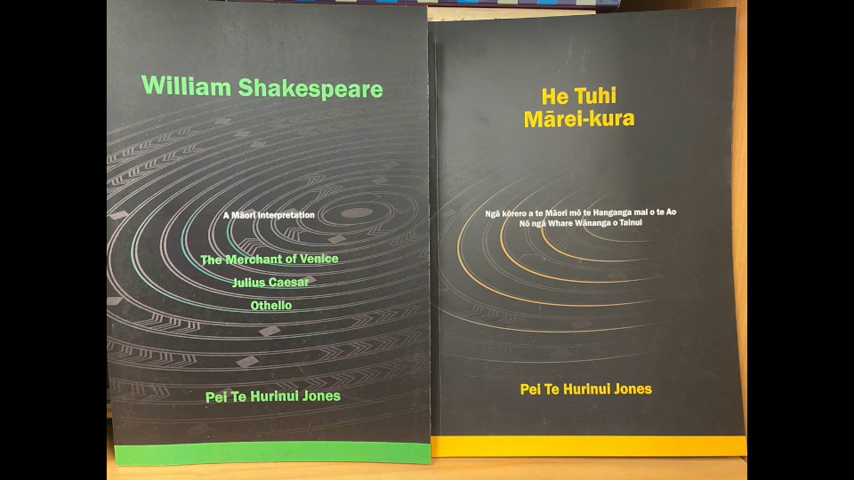 William Shakespeare
A Māori Interpretation
The Merchant of Venice
Julius Caesar
Othello
Pei Te Hurinui Jones
He Tuhi
Mārei-kura
Ngā kōrero a te Māori mō te Hanganga mai o te Ao
Nō ngā Whare Wānanga o Tainui
Pei Te Hurinui Jones